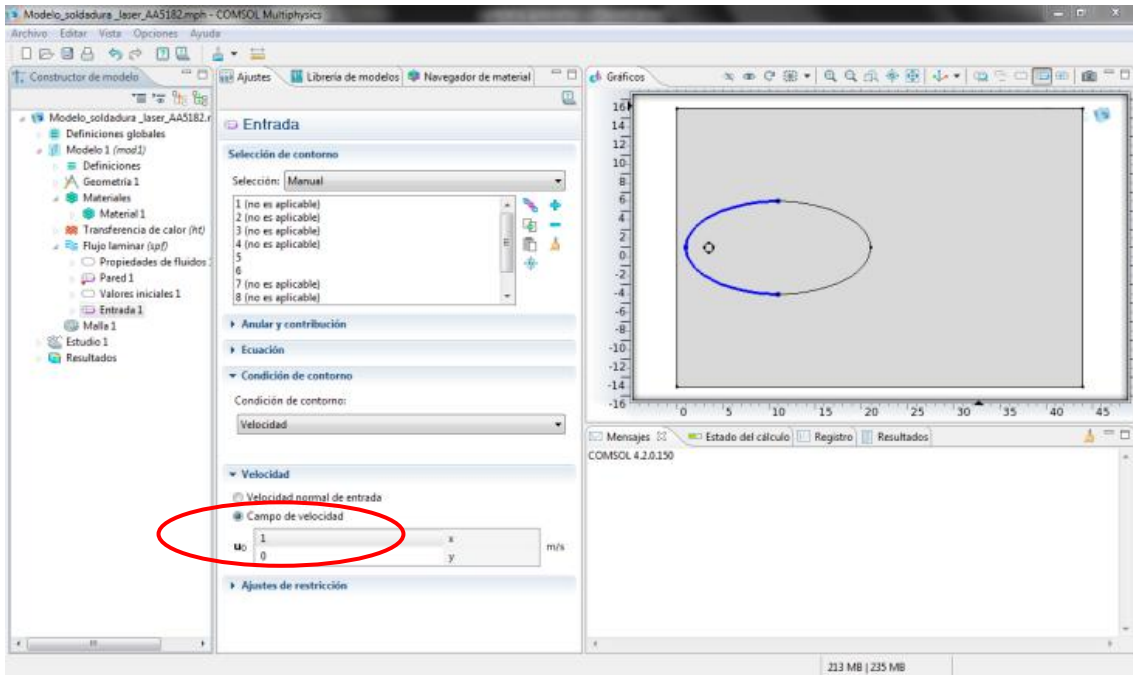 Modelo_soldadura _laser_AA5182.mph - COMSOL Multiphysics
Archivo Editar Vista Opciones Ayuda
Constructor de modelo
Modelo_soldadura _laser_AA5182.r
Definiciones globales
Modelo 1 (mod1)
Definiciones
Geometría 1
Materiales
Material 1
Transferencia de calor (ht)
Flujo laminar (spf)
Propiedades de fluidos
Pared 1
Valores iniciales 1
Entrada 1
Malla 1
Estudio 1
Resultados
Ajustes Librería de modelos Navegador de material
Entrada
Selección de contorno
Selección: Manual
1 (no es aplicable)
2 (no es aplicable)
3 (no es aplicable)
4 (no es aplicable)
5
6
7 (no es aplicable)
8 (no es aplicable)
Anular y contribución
Ecuación
Condición de contorno
Condición de contorno:
Velocidad
Velocidad
Velocidad normal de entrada
Campo de velocidad
u0
1 x
0 y
m/s
Ajustes de restricción
Gráficos
16
14
12
10
8
6
4
2
0
-2
-4
-6
-8
-10
-12
-14
-16
0 5 10 15 20 25 30 35 40 45
Mensajes Estado del cálculo Registro Resultados
COMSOL 4.2.0.150
213 MB | 235 MB